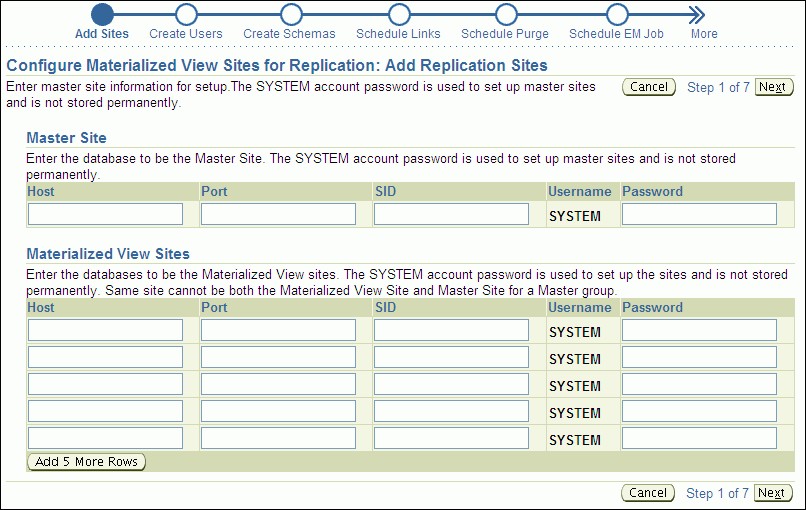 Add Sites Create Users Create Schemas Schedule Links Schedule Purge Schedule EM Job More
Configure Materialized View Sites for Replication: Add Replication Sites
Enter master site information for setup.The SYSTEM account password is used to set up master sites
and is not stored permanently.
Cancel Step 1 of 7 Next
Master Site
Enter the database to be the Master Site. The SYSTEM account password is used to set up master sites and is not stored
permanently.
Host Port SID Username Password
SYSTEM
Materialized View Sites
Enter the databases to be the Materialized View sites. The SYSTEM account password is used to set up the sites and is not stored
permanently. Same site cannot be both the Materialized View Site and Master Site for a Master group.
Host Port SID Username Password
SYSTEM
SYSTEM
SYSTEM
SYSTEM
SYSTEM
Add 5 More Rows
Cancel Step 1 of 7 Next